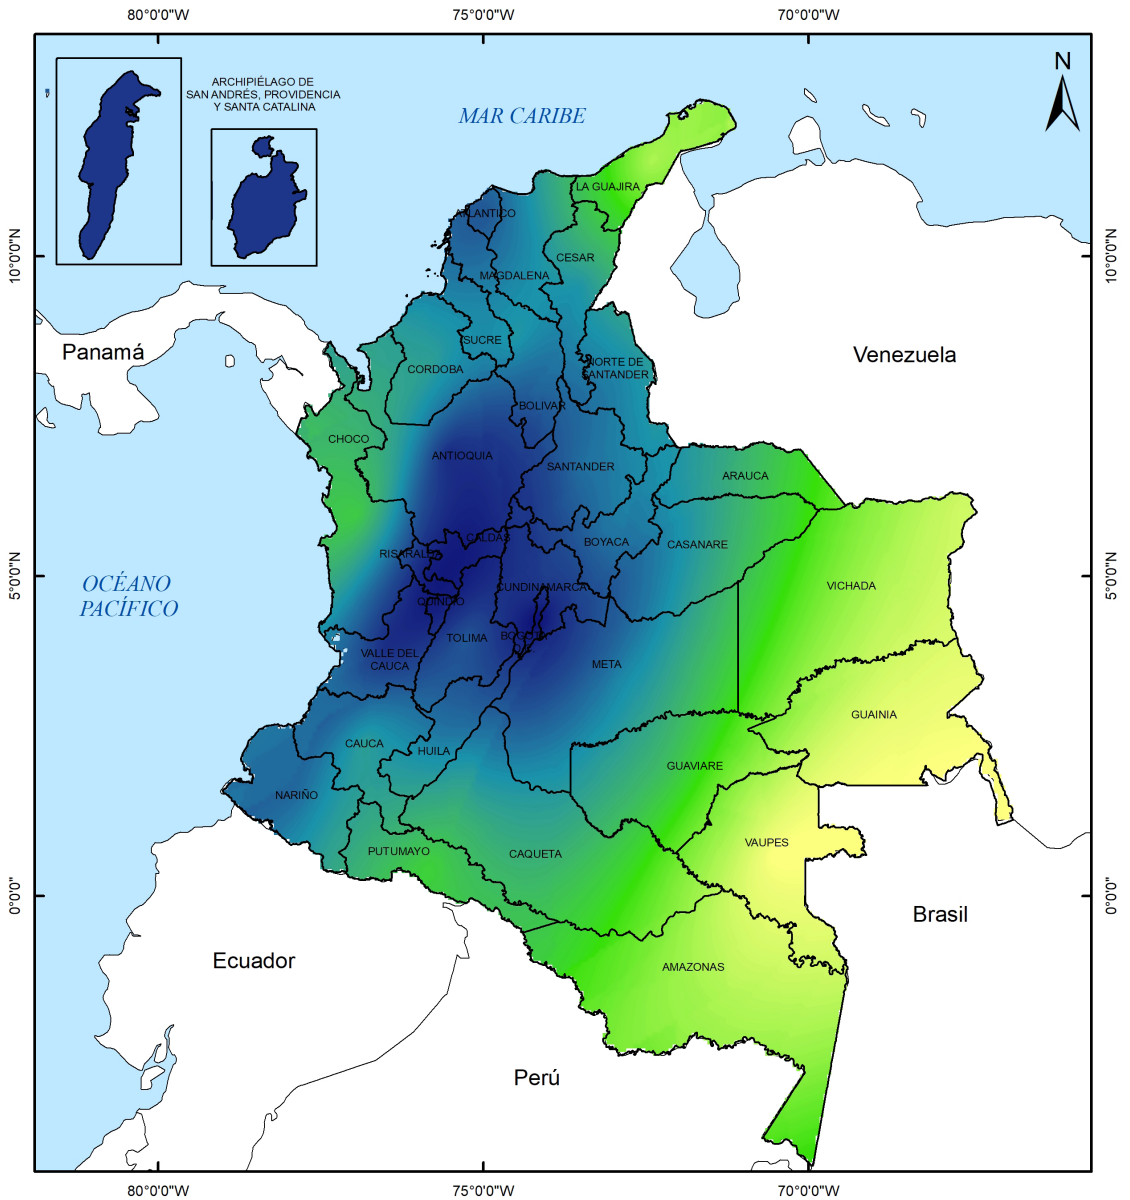 80°0'0"W
75°0'0"W
70°0'0"W
N
ARCHIPIÉLAGO DE
SAN ANDRÉS, PROVIDENCIA
Y SANTA CATALINA
MAR CARIBE
LA GUAJIRA
ATLANTICO
10°0'0"N
10°0'0"N
CESAR
MAGDALENA
Panamá
SUCRE
Venezuela
NORTE DE
SANTANDER
CORDOBA
BOLIVAR
CHOCO
ANTIOQUIA
SANTANDER
ARAUCA
CALDAS
BOYACA
CASANARE
RISARALDA
5°0'0"N
5°0'0"N
OCÉANO
PACÍFICO
CUNDINAMARCA
VICHADA
QUINDIO
TOLIMA
BOGOTA
D.C.
VALLE DEL
CAUCA
META
GUAINIA
CAUCA
HUILA
GUAVIARE
NARIÑO
VAUPES
PUTUMAYO
CAQUETA
0°0'0"
0°0'0"
Brasil
Ecuador
AMAZONAS
Perú
80°0'0"W
75°0'0"W
70°0'0"W